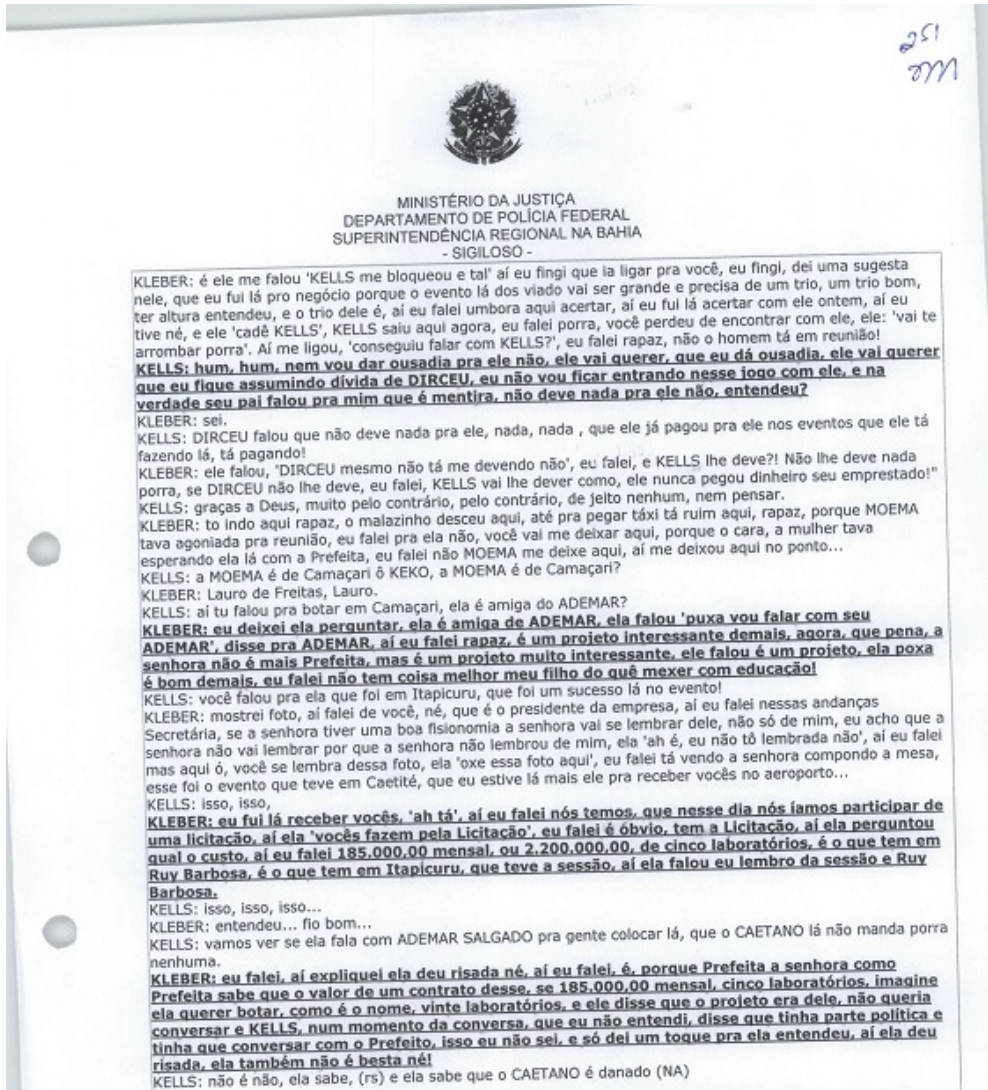 251
MINISTÉRIO DA JUSTIÇA
DEPARTAMENTO DE POLÍCIA FEDERAL
SUPERINTENDÊNCIA REGIONAL NA BAHIA
- SIGILOSO -
KLEBER: é ele me falou 'KELLS me bloqueou e tal' aí eu fingi que ia ligar pra você, eu fingi, dei uma sugesta
nele, que eu fui lá pro negócio porque o evento lá dos viado vai ser grande e precisa de um trio, um trio bom,
ter altura entendeu, e o trio dele é, aí eu falei umbora aqui acertar, aí eu fui lá acertar com ele ontem, aí eu
tive né, e ele 'cadê KELLS', KELLS saiu aqui agora, eu falei porra, você perdeu de encontrar com ele, ele: 'vai te
arrombar porra'. Aí me ligou, 'conseguiu falar com KELLS?', eu falei rapaz, não o homem tá em reunião!
KELLS: hum, hum, nem vou dar ousadia pra ele não, ele vai querer, que eu dá ousadia, ele vai querer
que eu fique assumindo dívida de DIRCEU, eu não vou ficar entrando nesse jogo com ele, e na
verdade seu pai falou pra mim que é mentira, não deve nada pra ele não, entendeu?
KLEBER: sei.
KELLS: DIRCEU falou que não deve nada pra ele, nada, nada , que ele já pagou pra ele nos eventos que ele tá
fazendo lá, tá pagando!
KLEBER: ele falou, 'DIRCEU mesmo não tá me devendo não', eu falei, e KELLS lhe deve?! Não lhe deve nada
porra, se DIRCEU não lhe deve, eu falei, KELLS vai lhe dever como, ele nunca pegou dinheiro seu emprestado!"
KELLS: graças a Deus, muito pelo contrário, pelo contrário, de jeito nenhum, nem pensar.
KLEBER: to indo aqui rapaz, o malazinho desceu aqui, até pra pegar táxi tá ruim aqui, rapaz, porque MOEMA
tava agoniada pra reunião, eu falei pra ela não, você vai me deixar aqui, porque o cara, a mulher tava
esperando ela lá com a Prefeita, eu falei não MOEMA me deixe aqui, aí me deixou aqui no ponto...
KELLS: a MOEMA é de Camaçari ô KEKO, a MOEMA é de Camaçari?
KLEBER: Lauro de Freitas, Lauro.
KELLS: ai tu falou pra botar em Camaçari, ela é amiga do ADEMAR?
KLEBER: eu deixei ela perguntar, ela é amiga de ADEMAR, ela falou 'puxa vou falar com seu
ADEMAR', disse pra ADEMAR, aí eu falei rapaz, é um projeto interessante demais, agora, que pena, a
senhora não é mais Prefeita, mas é um projeto muito interessante, ele falou é um projeto, ela poxa
é bom demais, eu falei não tem coisa melhor meu filho do quê mexer com educação!
KELLS: você falou pra ela que foi em Itapicuru, que foi um sucesso lá no evento!
KLEBER: mostrei foto, aí falei de você, né, que é o presidente da empresa, aí eu falei nessas andanças
Secretária, se a senhora tiver uma boa fisionomia a senhora vai se lembrar dele, não só de mim, eu acho que a
senhora não vai lembrar por que a senhora não lembrou de mim, ela 'ah é, eu não tô lembrada não', aí eu falei
mas aqui ó, você se lembra dessa foto, ela 'oxe essa foto aqui', eu falei tá vendo a senhora compondo a mesa,
esse foi o evento que teve em Caetité, que eu estive lá mais ele pra receber vocês no aeroporto...
KELLS: isso, isso,
KLEBER: eu fui lá receber vocês, 'ah tá', aí eu falei nós temos, que nesse dia nós íamos participar de
uma licitação, aí ela 'vocês fazem pela Licitação', eu falei é óbvio, tem a Licitação, aí ela perguntou
qual o custo, aí eu falei 185.000,00 mensal, ou 2.200.000,00, de cinco laboratórios, é o que tem em
Ruy Barbosa, é o que tem em Itapicuru, que teve a sessão, aí ela falou eu lembro da sessão e Ruy
Barbosa.
KELLS: isso, isso, isso...
KLEBER: entendeu... fio bom...
KELLS: vamos ver se ela fala com ADEMAR SALGADO pra gente colocar lá, que o CAETANO lá não manda porra
nenhuma.
KLEBER: eu falei, aí expliquei ela deu risada né, aí eu falei, é, porque Prefeita a senhora como
Prefeita sabe que o valor de um contrato desse, se 185.000,00 mensal, cinco laboratórios, imagine
ela querer botar, como é o nome, vinte laboratórios, e ele disse que o projeto era dele, não queria
conversar e KELLS, num momento da conversa, que eu não entendi, disse que tinha parte política e
tinha que conversar com o Prefeito, isso eu não sei, e só dei um toque pra ela entendeu, aí ela deu
risada, ela também não é besta né!
KELLS: não é não, ela sabe, (rs) e ela sabe que o CAETANO é danado (NA)